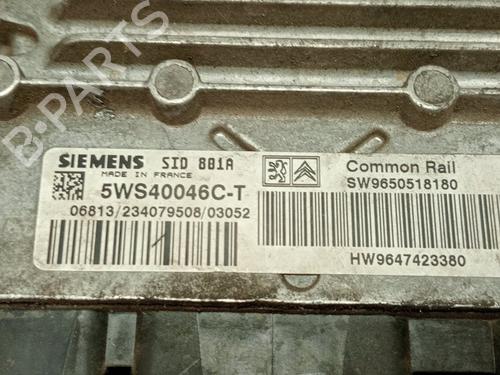 B-PARTS
SIEMENS SID 801A
MADE IN FRANCE
5WS40046C-T
06813/234079508/03052
Common Rail
SW9650518180
HW9647423380